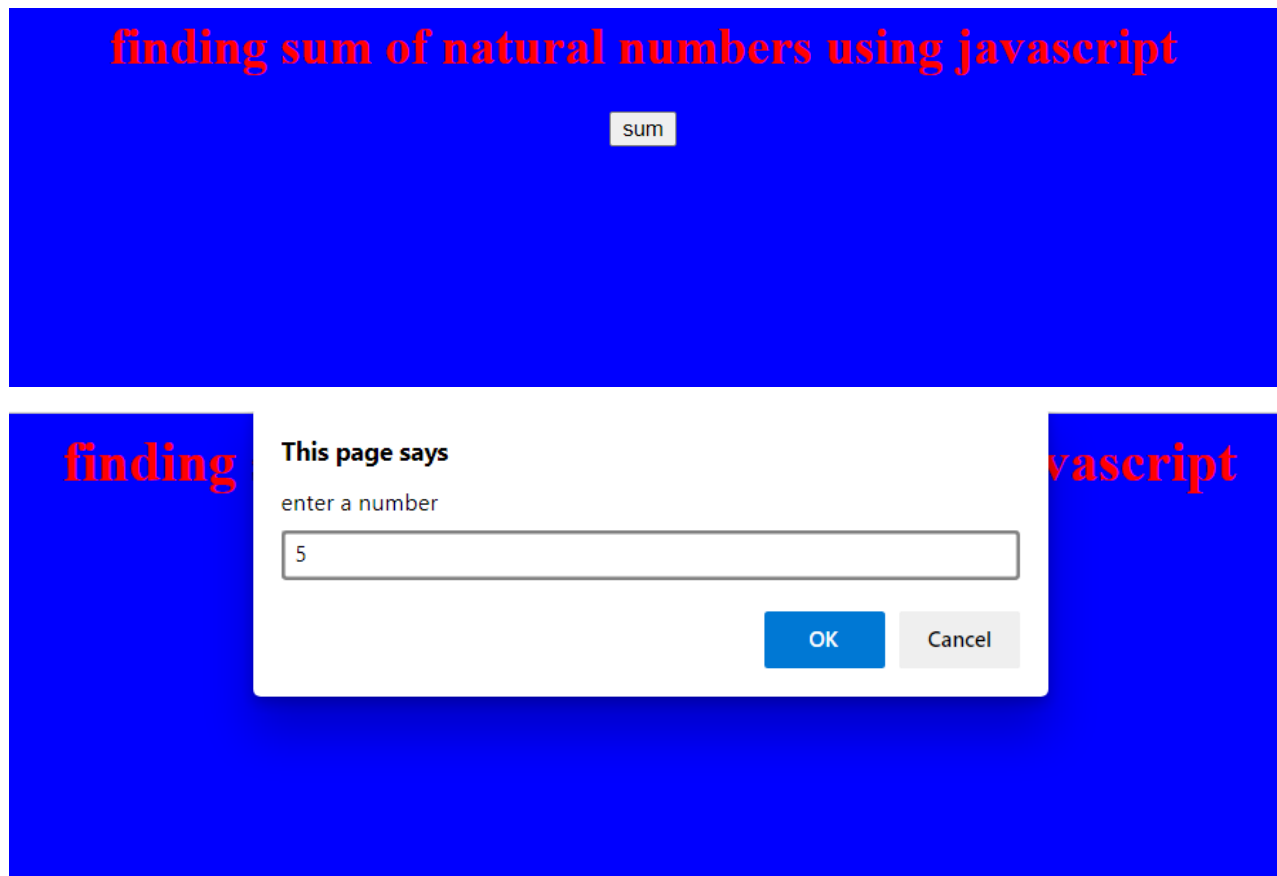 finding sum of natural numbers using javascript
sum
finding vascript
This page says
enter a number
5
OK Cancel